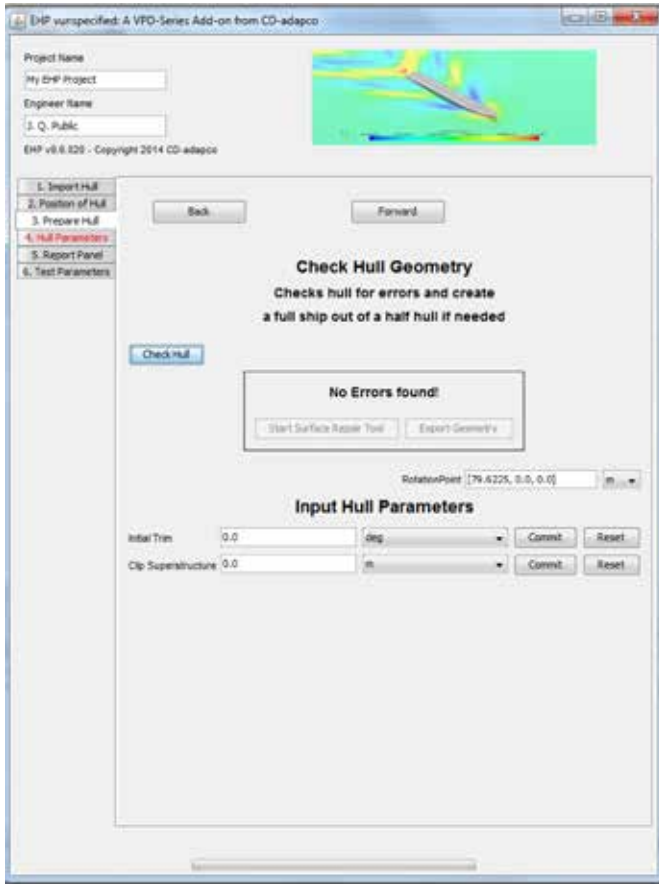 EHP vunspecified: A VFD-Series Add-on from CD-adapco
Project Name
My EHP Project
Engineer Name
J. Q. Public
EHP v0.6.020 - Copyright 2014 CD-adapco
1. Import Hull
2. Position of Hull
3. Prepare Hull
4. Hull Parameters
5. Report Panel
6. Test Parameters
Back
Forward
Check Hull Geometry
Checks hull for errors and create
a full ship out of a half hull if needed
Check Hull
No Errors found!
Start Surface Repair Tool
Export Geometry
RotationPoint [79.6225, 0.0, 0.0] m
Input Hull Parameters
Initial Trim 0.0 deg Commit Reset
Clip Superstructure 0.0 m Commit Reset